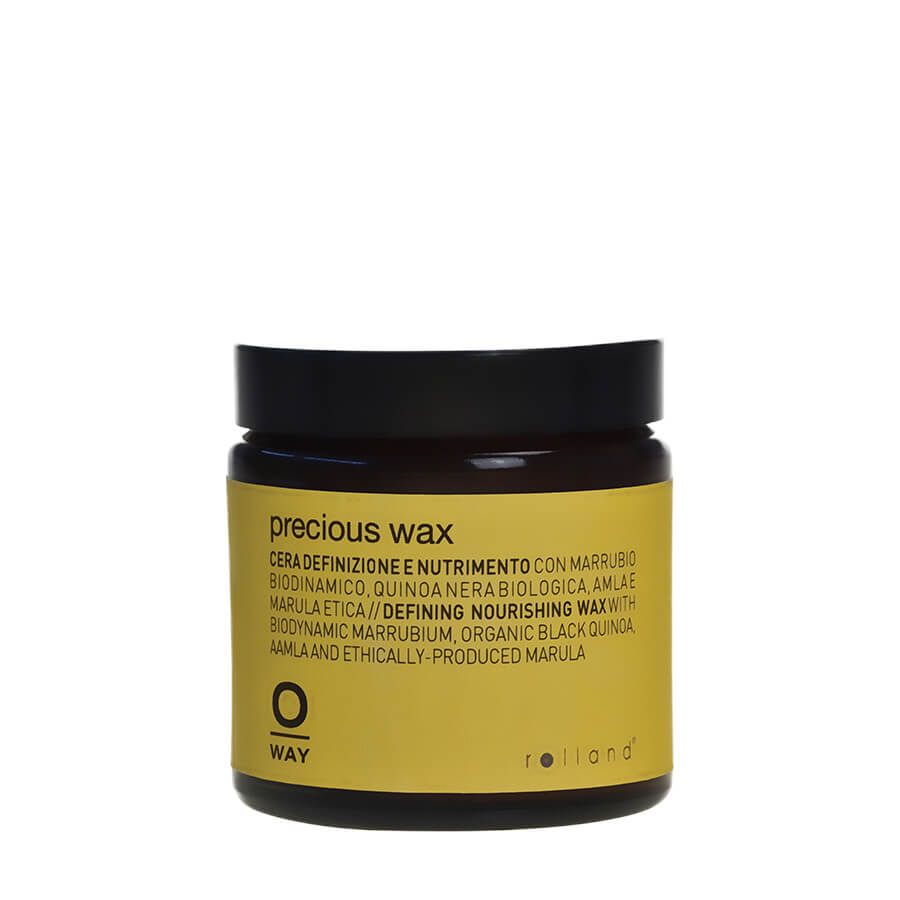 precious wax
CERA DEFINIZIONE E NUTRIMENTO CON MARRUBIO
BIODINAMICO, QUINOA NERA BIOLOGICA, AMLA E
MARULA ETICA // DEFINING NOURISHING WAX WITH
BIODYNAMIC MARRUBIUM, ORGANIC BLACK QUINOA,
AAMLA AND ETHICALLY-PRODUCED MARULA
O
WAY
rolland®